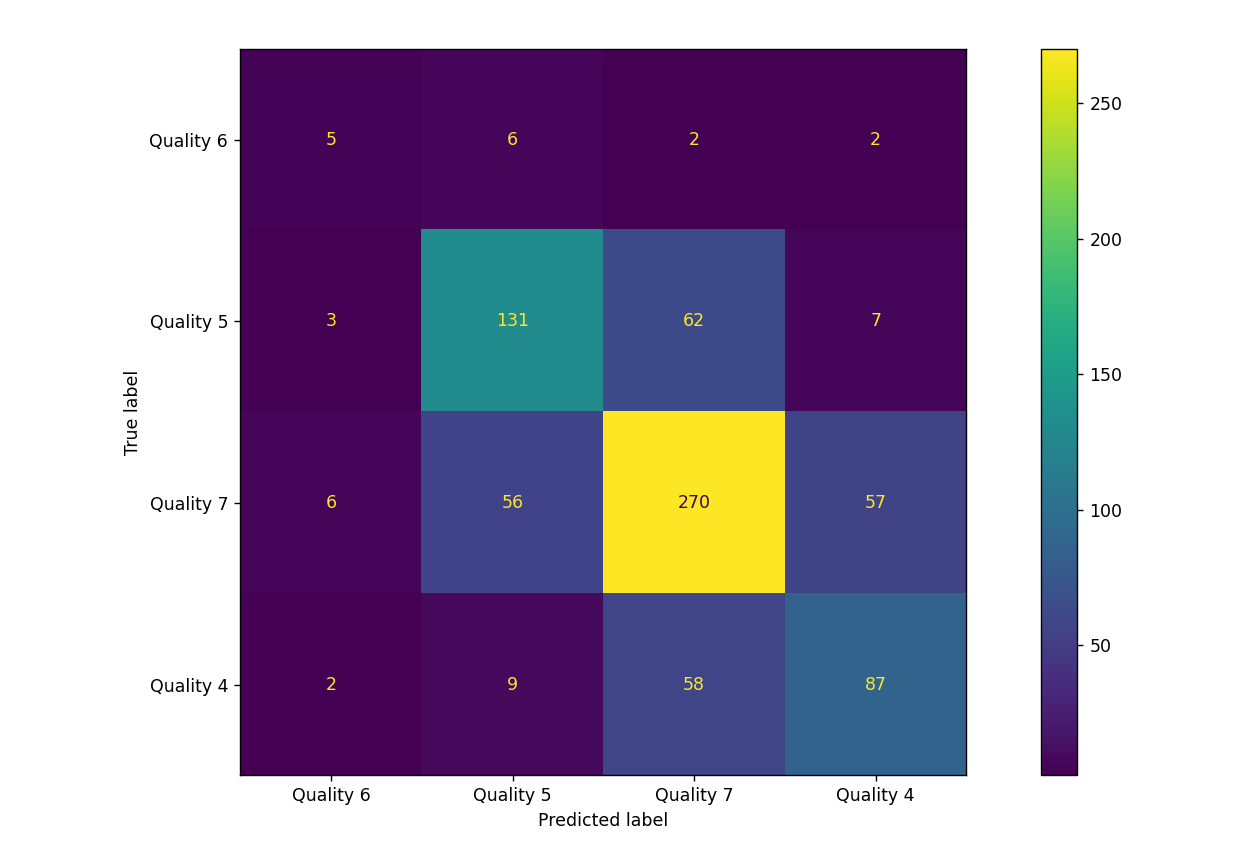 Quality 6 5 6 2 2
Quality 5 3 131 62 7
Quality 7 6 56 270 57
Quality 4 2 9 58 87
Quality 6 Quality 5 Quality 7 Quality 4
Predicted label
True label
250
200
150
100
50